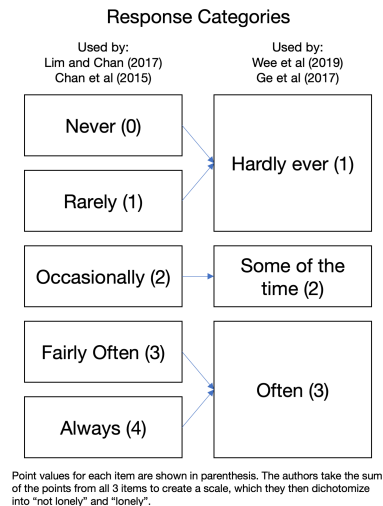 Response Categories
Used by:
Lim and Chan (2017)
Chan et al (2015)
Used by:
Wee et al (2019)
Ge et al (2017)
Never (0)
Rarely (1)
Hardly ever (1)
Occasionally (2)
Some of the
time (2)
Fairly Often (3)
Always (4)
Often (3)
Point values for each item are shown in parenthesis. The authors take the sum
of the points from all 3 items to create a scale, which they then dichotomize
into “not lonely” and “lonely”.